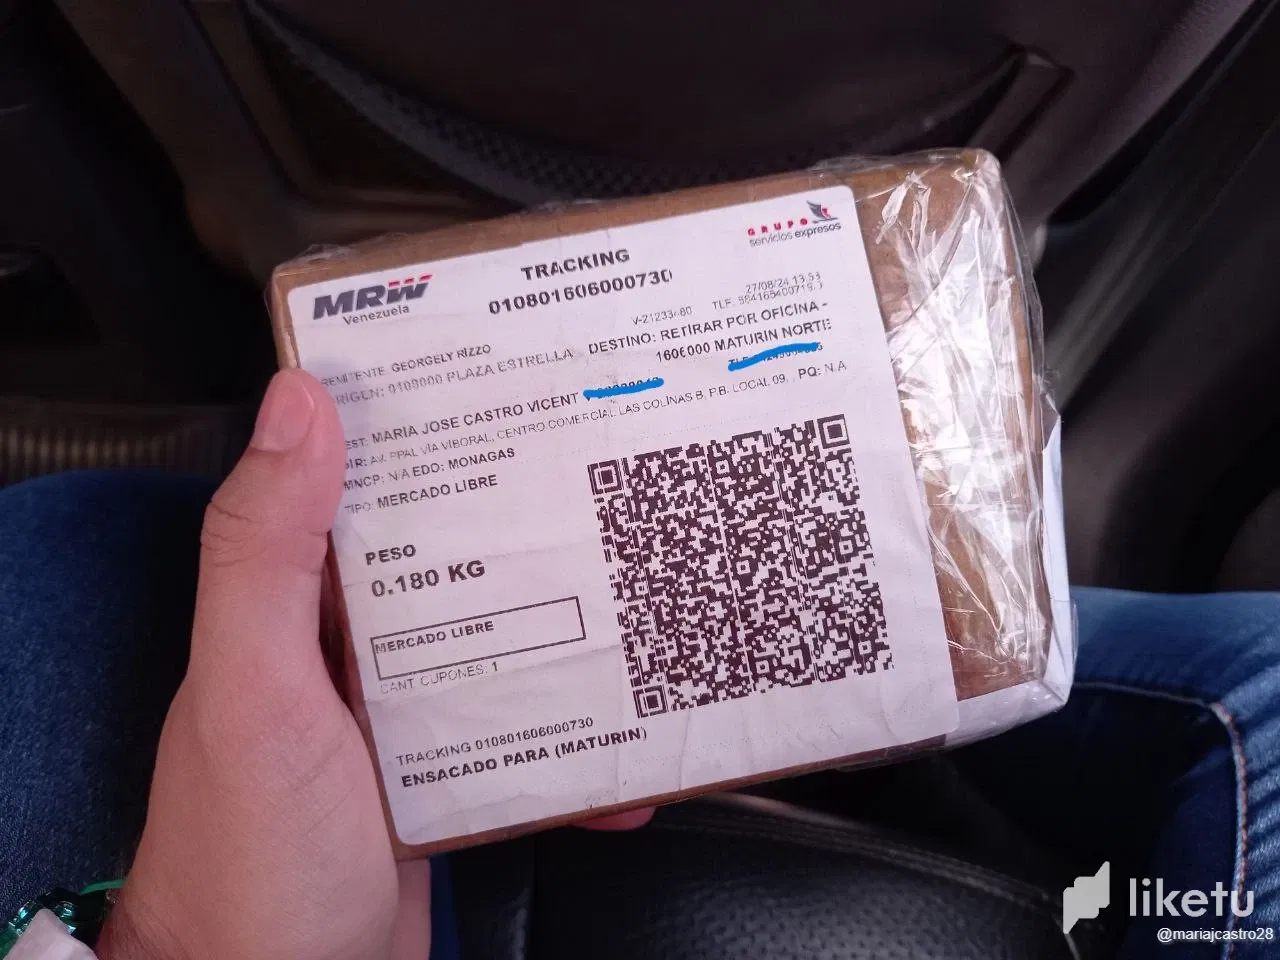 MRW
Venezuela
TRACKING
010801606000730
GRUPO
servicios expresos
27/08/24 13:53
REMITENTE GEORGELY RIZZO
ORIGEN: 0108000 PLAZA ESTRELLA
DESTINO: RETIRAR POR OFICINA -
1606000 MATURIN NORTE
DEST: MARIA JOSE CASTRO VICENT
DIR: AV. PPAL VIA VIBORAL, CENTRO COMERCIAL LAS COLINAS B, P.B. LOCAL 09, , PQ: N.A
MNCP: N/A EDO: MONAGAS
TIPO: MERCADO LIBRE
PESO
0.180 KG
MERCADO LIBRE
CANT CUPONES: 1
TRACKING 010801606000730
ENSACADO PARA (MATURIN)
liketu
@mariajcastro28